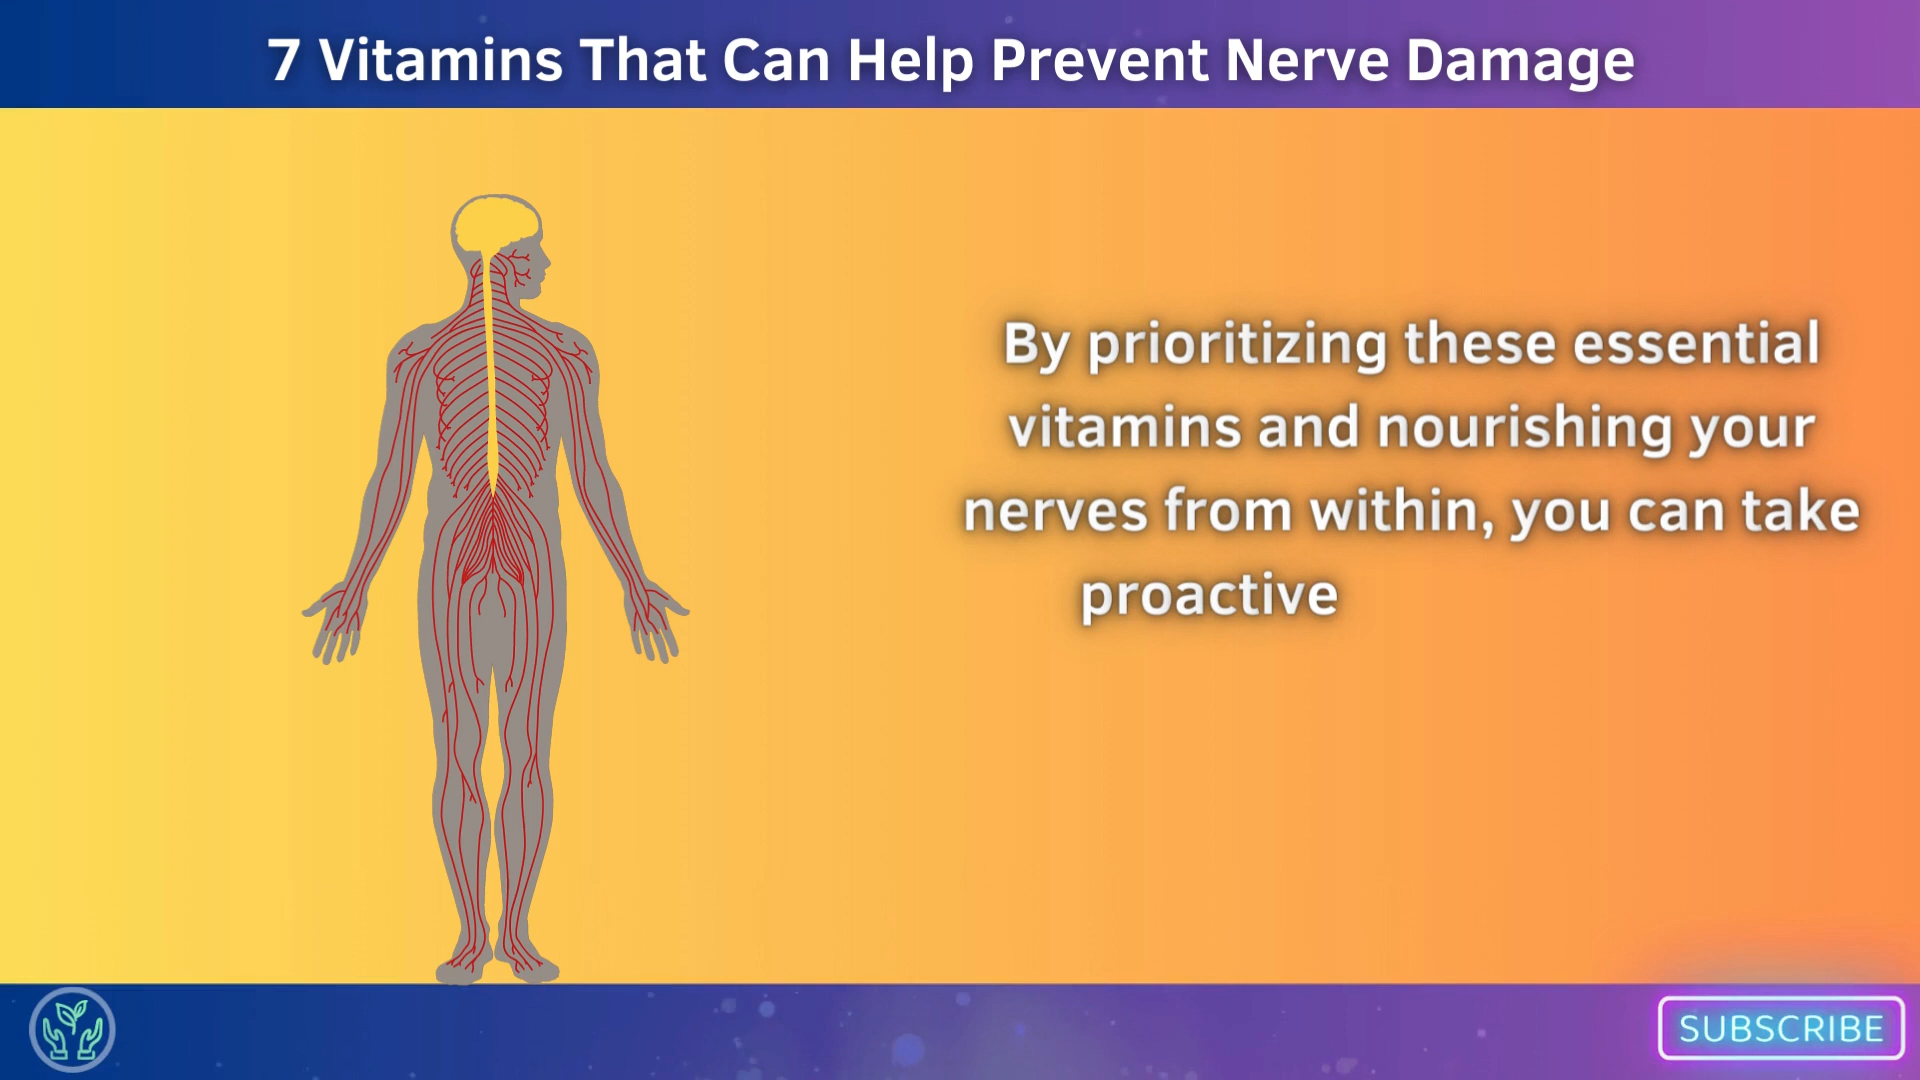 7 Vitamins That Can Help Prevent Nerve Damage
By prioritizing these essential
vitamins and nourishing your
nerves from within, you can take
proactive
SUBSCRIBE